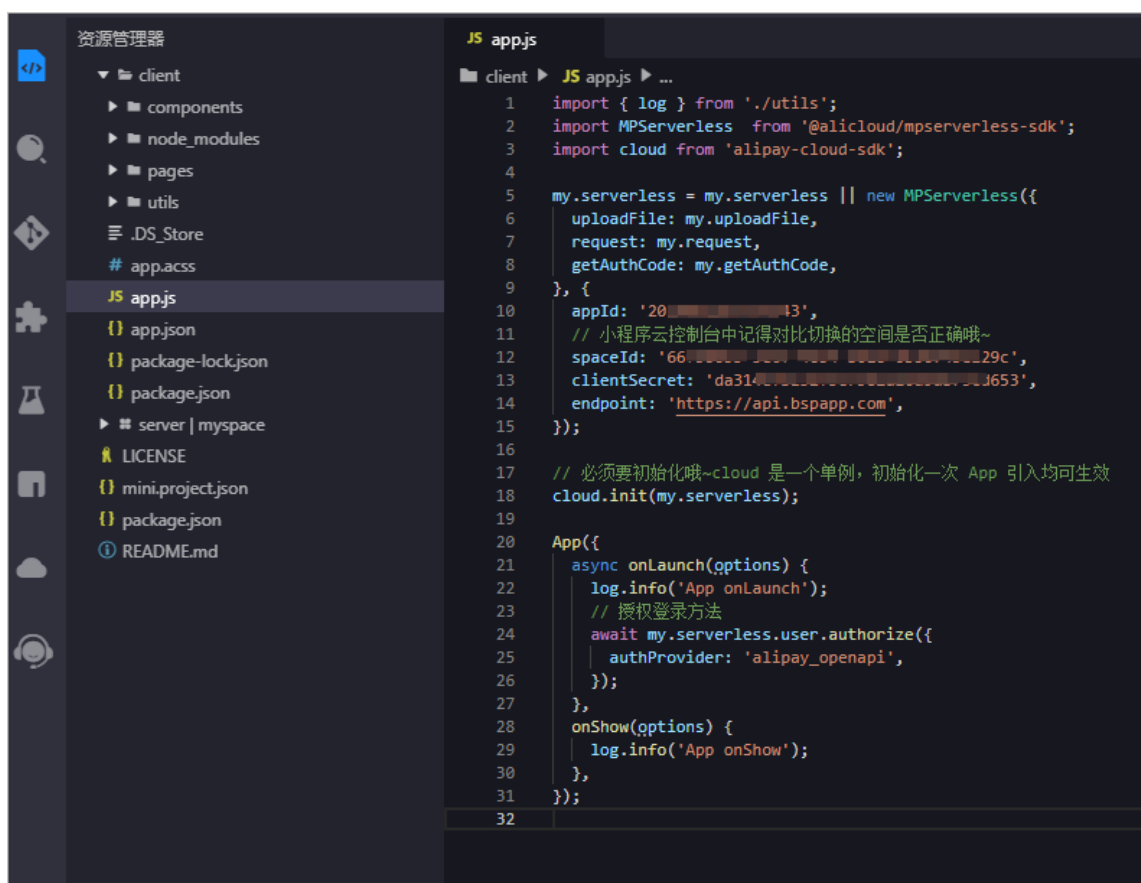 资源管理器
client
components
node_modules
pages
utils
.DS_Store
# app.acss
JS app.js
{} app.json
{} package-lock.json
{} package.json
server | myspace
LICENSE
{} mini.project.json
{} package.json
README.md
JS app.js
client JS app.js ...
1 import { log } from './utils';
2 import MPServerless  from '@alicloud/mpserverless-sdk';
3 import cloud from 'alipay-cloud-sdk';
4
5 my.serverless = my.serverless || new MPServerless({
6   uploadFile: my.uploadFile,
7   request: my.request,
8   getAuthCode: my.getAuthCode,
9 }, {
10   appId: '20 43',
11   // 小程序云控制台中记得对比切换的空间是否正确哦~
12   spaceId: '66 29c',
13   clientSecret: 'da314 d653',
14   endpoint: 'https://api.bspapp.com',
15 });
16
17 // 必须要初始化哦~cloud 是一个单例，初始化一次 App 引入均可生效
18 cloud.init(my.serverless);
19
20 App({
21   async onLaunch(options) {
22     log.info('App onLaunch');
23     // 授权登录方法
24     await my.serverless.user.authorize({
25       authProvider: 'alipay_openapi',
26     });
27   },
28   onShow(options) {
29     log.info('App onShow');
30   },
31 });
32